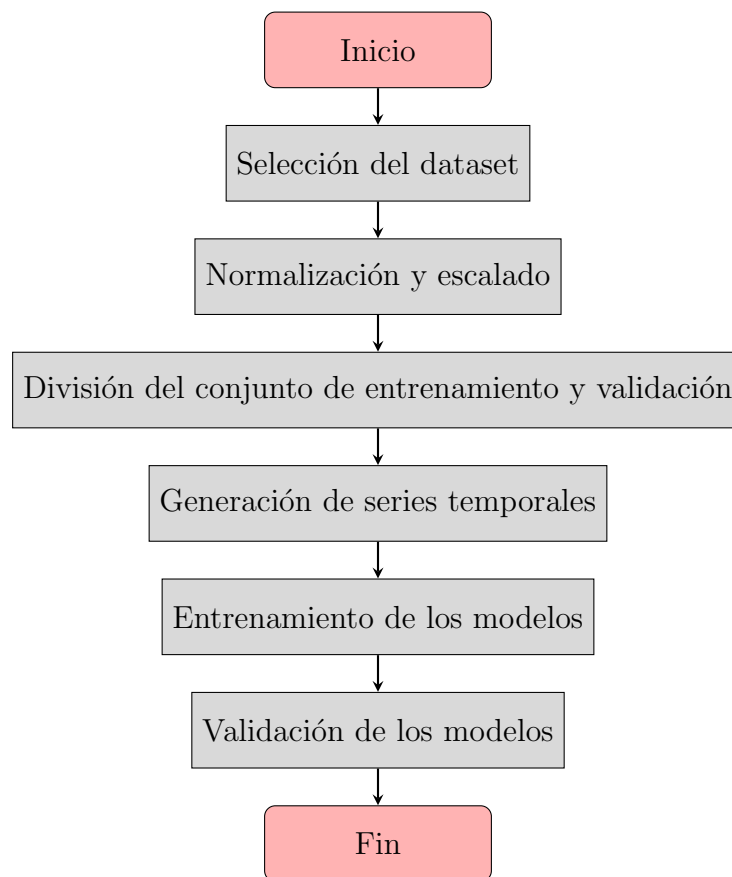 Inicio
Selección del dataset
Normalización y escalado
División del conjunto de entrenamiento y validación
Generación de series temporales
Entrenamiento de los modelos
Validación de los modelos
Fin